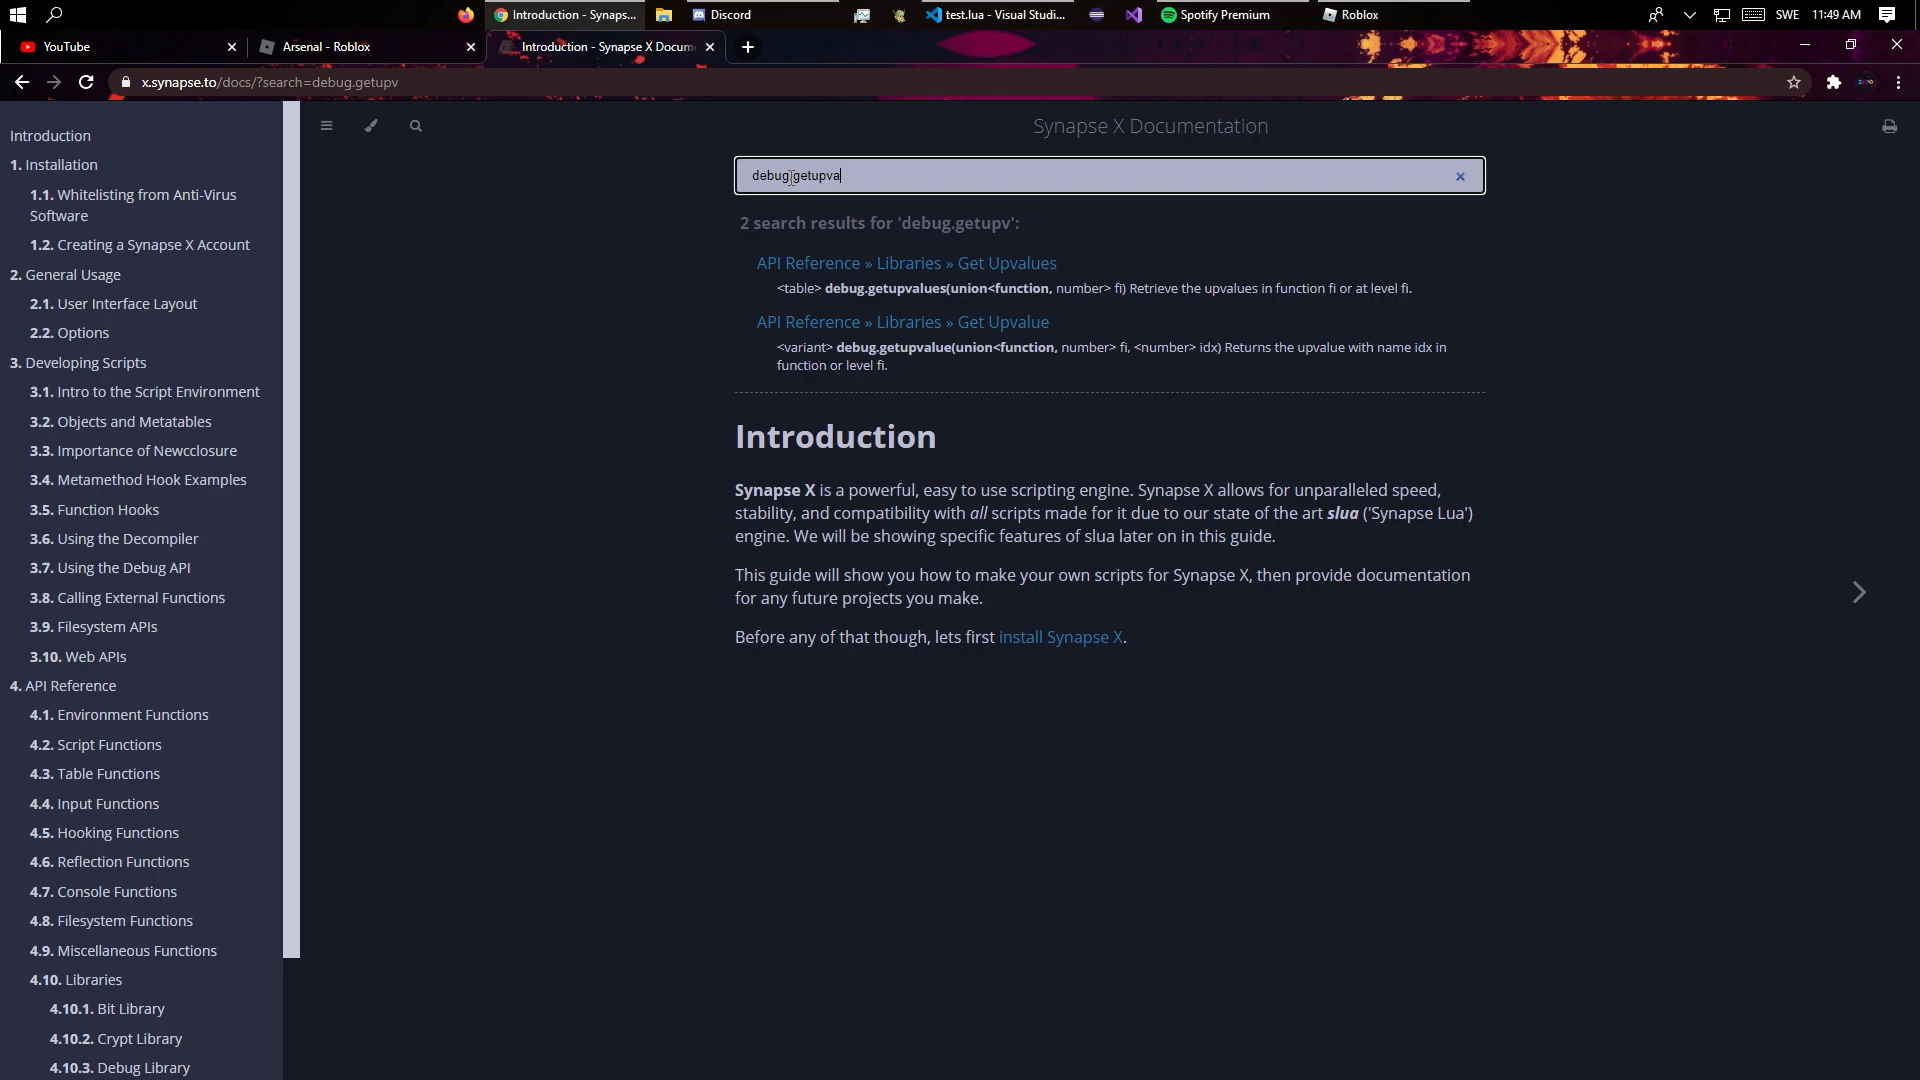 Introduction - Synaps...
Discord
test.lua - Visual Studi...
Spotify Premium
Roblox
SWE
11:49 AM
YouTube
Arsenal - Roblox
Introduction - Synapse X Docum
x.synapse.to/docs/?search=debug.getupv
Introduction
1. Installation
1.1. Whitelisting from Anti-Virus
Software
1.2. Creating a Synapse X Account
2. General Usage
2.1. User Interface Layout
2.2. Options
3. Developing Scripts
3.1. Intro to the Script Environment
3.2. Objects and Metatables
3.3. Importance of Newcclosure
3.4. Metamethod Hook Examples
3.5. Function Hooks
3.6. Using the Decompiler
3.7. Using the Debug API
3.8. Calling External Functions
3.9. Filesystem APIs
3.10. Web APIs
4. API Reference
4.1. Environment Functions
4.2. Script Functions
4.3. Table Functions
4.4. Input Functions
4.5. Hooking Functions
4.6. Reflection Functions
4.7. Console Functions
4.8. Filesystem Functions
4.9. Miscellaneous Functions
4.10. Libraries
4.10.1. Bit Library
4.10.2. Crypt Library
4.10.3. Debug Library
Synapse X Documentation
debug.getupva
2 search results for 'debug.getupv':
API Reference » Libraries » Get Upvalues
<table> debug.getupvalues(union<function, number> fi) Retrieve the upvalues in function fi or at level fi.
API Reference » Libraries » Get Upvalue
<variant> debug.getupvalue(union<function, number> fi, <number> idx) Returns the upvalue with name idx in
function or level fi.
Introduction
Synapse X is a powerful, easy to use scripting engine. Synapse X allows for unparalleled speed,
stability, and compatibility with all scripts made for it due to our state of the art slua ('Synapse Lua')
engine. We will be showing specific features of slua later on in this guide.
This guide will show you how to make your own scripts for Synapse X, then provide documentation
for any future projects you make.
Before any of that though, lets first install Synapse X.